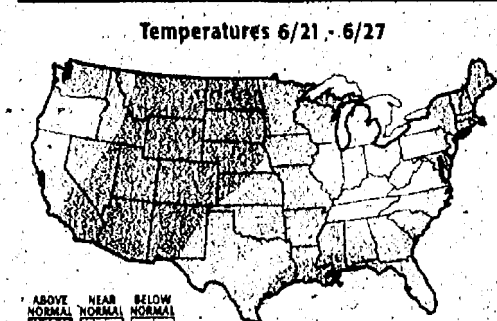 Temperatures 6/21 - 6/27
ABOVE NORMAL NEAR NORMAL BELOW NORMAL